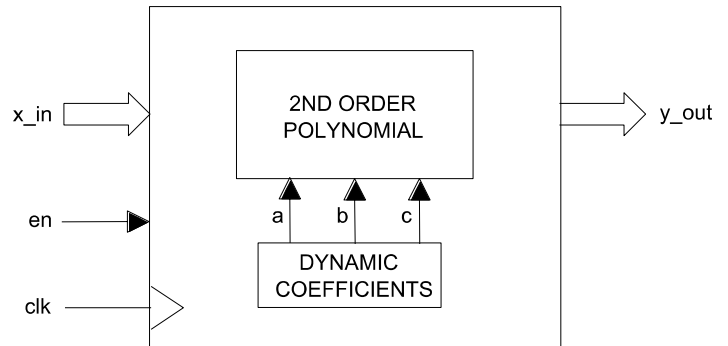 2ND ORDER
POLYNOMIAL
x_in
y_out
a b c
en
DYNAMIC
COEFFICIENTS
clk